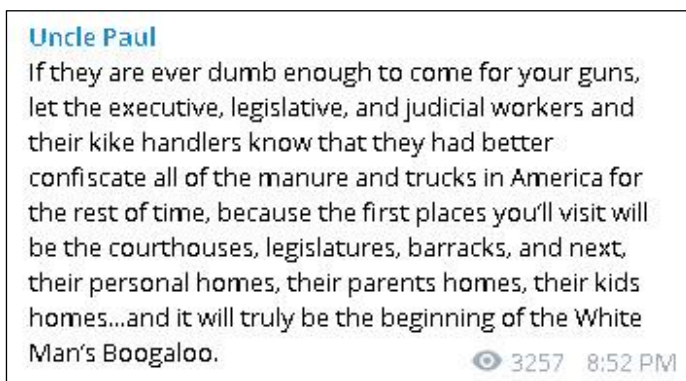 Uncle Paul
If they are ever dumb enough to come for your guns,
let the executive, legislative, and judicial workers and
their kike handlers know that they had better
confiscate all of the manure and trucks in America for
the rest of time, because the first places you'll visit will
be the courthouses, legislatures, barracks, and next,
their personal homes, their parents homes, their kids
homes...and it will truly be the beginning of the White
Man's Boogaloo.
3257 8:52 PM